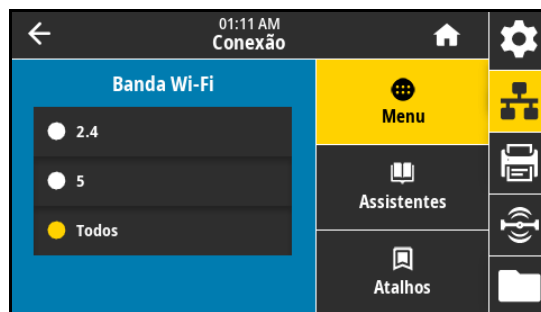 01:11 AM
Conexão
Banda Wi-Fi
2.4
5
Todos
Menu
Assistentes
Atalhos